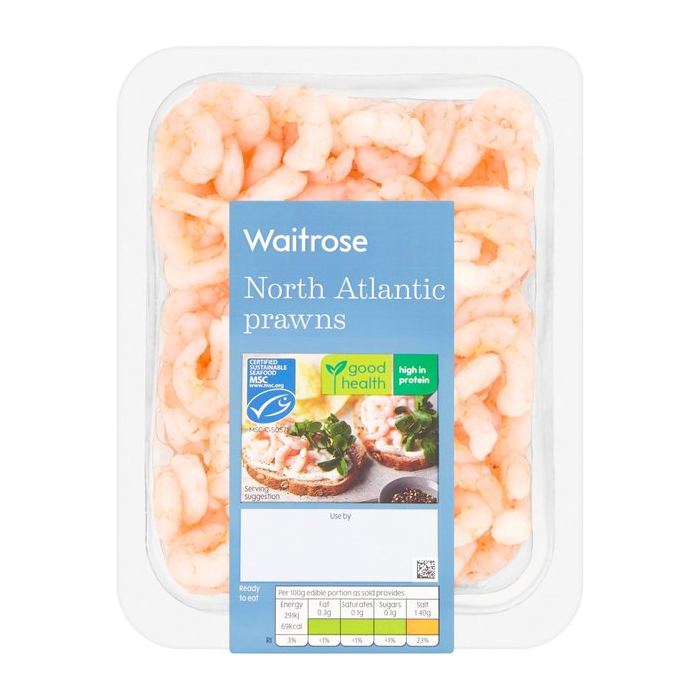 Waitrose
North Atlantic
prawns
CERTIFIED
SUSTAINABLE
SEAFOOD
MSC
www.msc.org
good
health
high in
protein
Serving
suggestion
Use by
Ready
to eat
Per 100g edible portion as sold provides
Energy Fat Saturates Sugars Salt
291kJ 0.3g 0.1g 0.1g 1.40g
69kcal
RI 3% <1% <1% <1% 23%